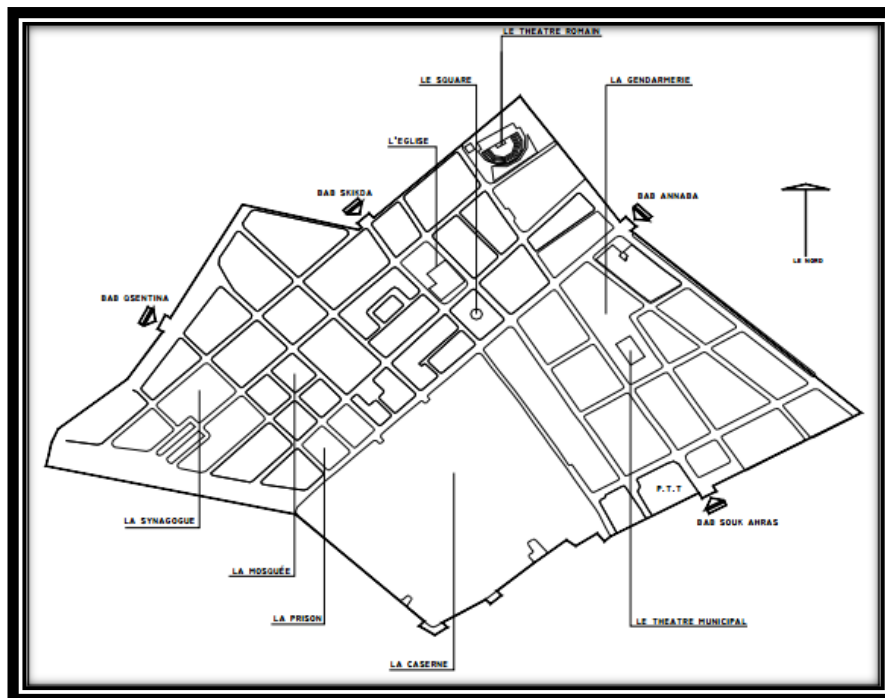 LE THEATRE ROMAIN
LE SQUARE
LA GENDARMERIE
L'EGLISE
BAB SKIKDA
BAB ANNABA
LE NORD
BAB QSENTINA
P.T.T
LA SYNAGOGUE
BAB SOUK AHRAS
LA MOSQUÉE
LA PRISON
LE THEATRE MUNICIPAL
LA CASERNE